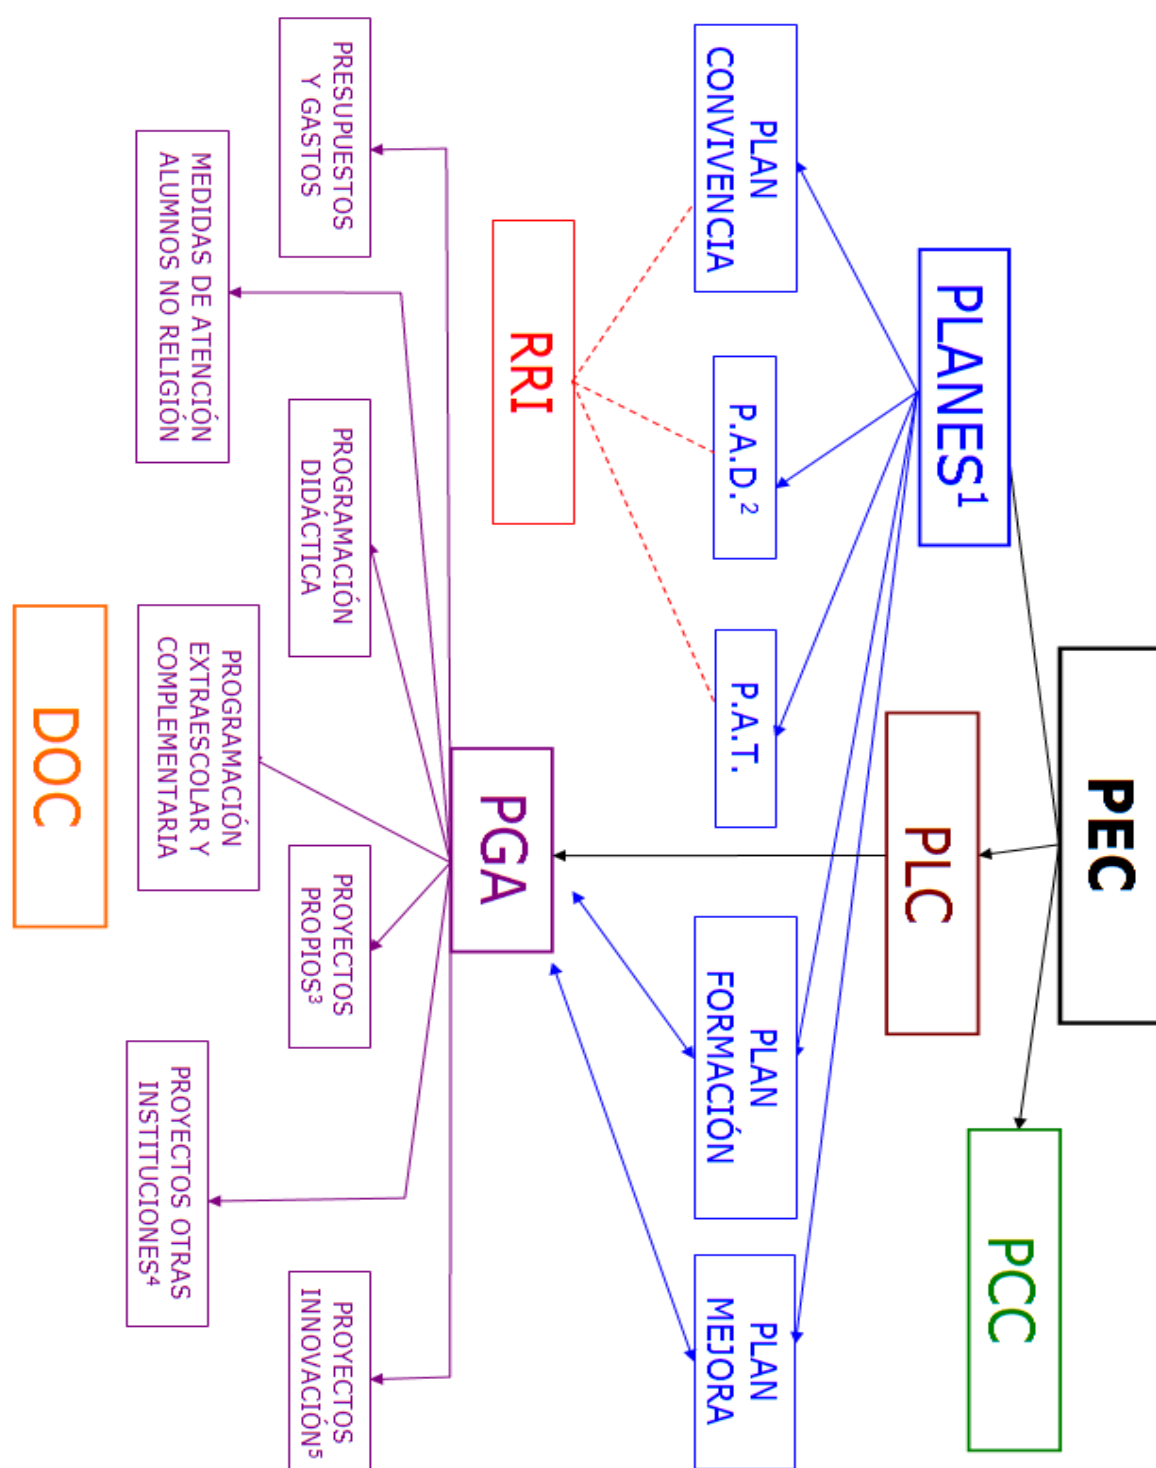 PEC
PLANES¹
PLC
PCC
PLAN
CONVIVENCIA
P.A.D.²
P.A.T.
PLAN
FORMACIÓN
PLAN
MEJORA
RRI
PGA
PRESUPUESTOS
Y GASTOS
MEDIDAS DE ATENCIÓN
ALUMNOS NO RELIGIÓN
PROGRAMACIÓN
DIDÁCTICA
PROGRAMACIÓN
EXTRAESCOLAR Y
COMPLEMENTARIA
PROYECTOS
PROPIOS³
PROYECTOS OTRAS
INSTITUCIONES⁴
PROYECTOS
INNOVACIÓN⁵
DOC